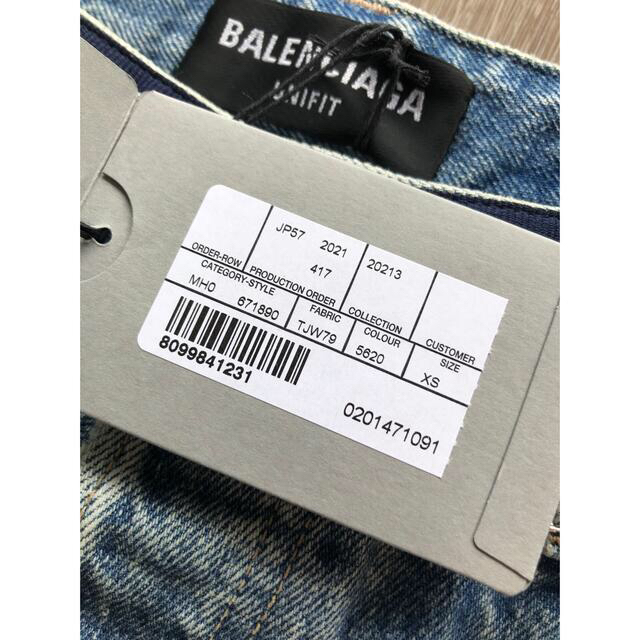 BALENCIAGA
UNIFIT
JP57 2021 20213
417
ORDER-ROW PRODUCTION ORDER COLLECTION CUSTOMER
CATEGORY-STYLE FABRIC COLOUR SIZE
MH0 671890 TJW79 5620 XS
8099841231
0201471091